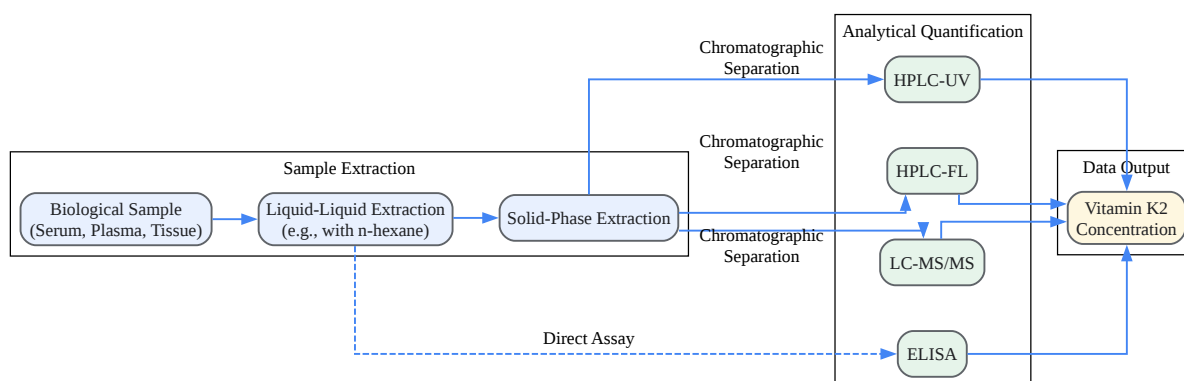 Sample Extraction
Biological Sample
(Serum, Plasma, Tissue)
Liquid-Liquid Extraction
(e.g., with n-hexane)
Solid-Phase Extraction
Chromatographic
Separation
Chromatographic
Separation
Chromatographic
Separation
Direct Assay
Analytical Quantification
HPLC-UV
HPLC-FL
LC-MS/MS
ELISA
Data Output
Vitamin K2
Concentration